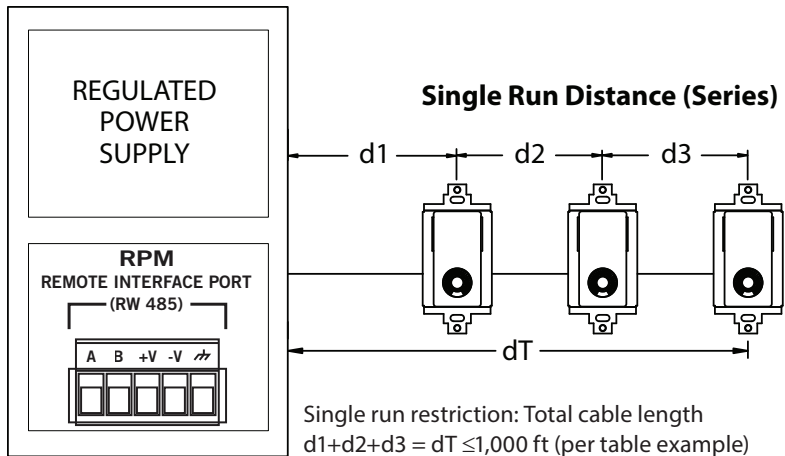 REGULATED
POWER
SUPPLY
Single Run Distance (Series)
d1 d2 d3
RPM
REMOTE INTERFACE PORT
(RW 485)
A B +V -V
dT
Single run restriction: Total cable length
d1+d2+d3 = dT ≤1,000 ft (per table example)